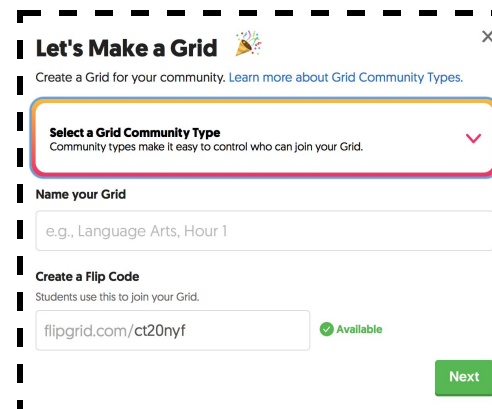 Let's Make a Grid
Create a Grid for your community. Learn more about Grid Community Types.
Select a Grid Community Type
Community types make it easy to control who can join your Grid.
Name your Grid
e.g., Language Arts, Hour 1
Create a Flip Code
Students use this to join your Grid.
flipgrid.com/ct20nyf Available
Next